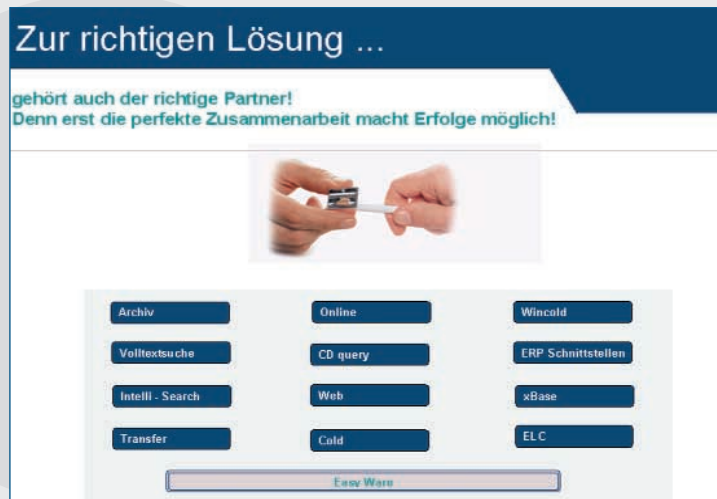 Zur richtigen Lösung ...
gehört auch der richtige Partner!
Denn erst die perfekte Zusammenarbeit macht Erfolge möglich!
Archiv
Online
Wincold
Volltextsuche
CD query
ERP Schnittstellen
Intelli - Search
Web
xBase
Transfer
Cold
ELC
Easy Ware